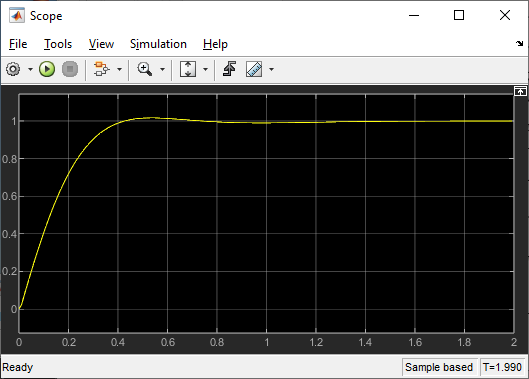 Scope
File Tools View Simulation Help
1
0.8
0.6
0.4
0.2
0
0 0.2 0.4 0.6 0.8 1 1.2 1.4 1.6 1.8 2
Ready Sample based T=1.990